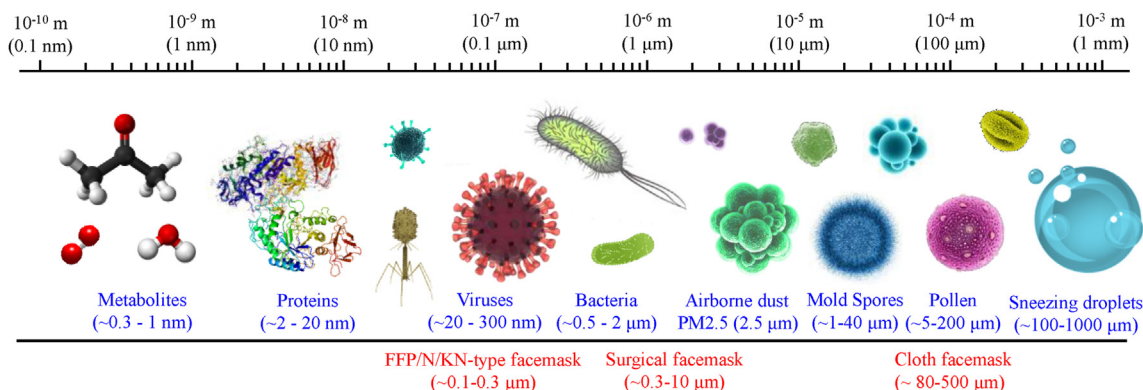 10⁻¹⁰ m 10⁻⁹ m 10⁻⁸ m 10⁻⁷ m 10⁻⁶ m 10⁻⁵ m 10⁻⁴ m 10⁻³ m
(0.1 nm) (1 nm) (10 nm) (0.1 µm) (1 µm) (10 µm) (100 µm) (1 mm)
Metabolites Proteins Viruses Bacteria Airborne dust Mold Spores Pollen Sneezing droplets
(~0.3 - 1 nm) (~2 - 20 nm) (~20 - 300 nm) (~0.5 - 2 µm) PM2.5 (2.5 µm) (~1-40 µm) (~5-200 µm) (~100-1000 µm)
FFP/N/KN-type facemask Surgical facemask Cloth facemask
(~0.1-0.3 µm) (~0.3-10 µm) (~ 80-500 µm)